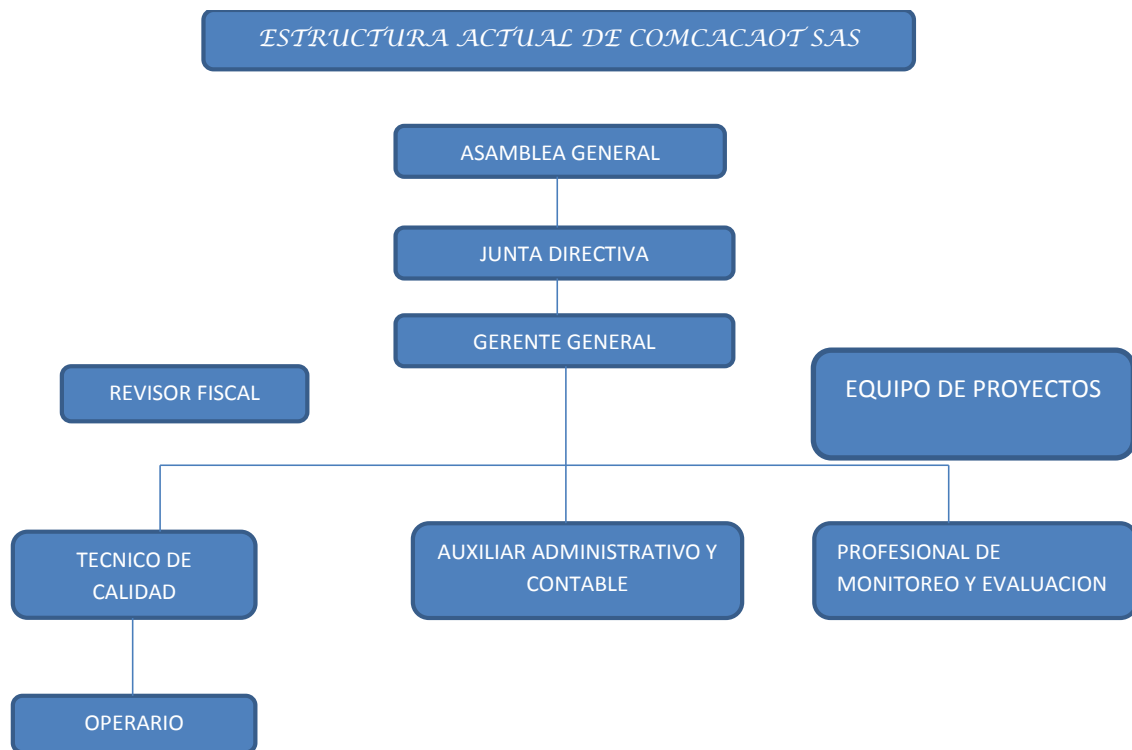 ESTRUCTURA ACTUAL DE COMCACAOT SAS
ASAMBLEA GENERAL
JUNTA DIRECTIVA
GERENTE GENERAL
REVISOR FISCAL
EQUIPO DE PROYECTOS
TECNICO DE
CALIDAD
AUXILIAR ADMINISTRATIVO Y
CONTABLE
PROFESIONAL DE
MONITOREO Y EVALUACION
OPERARIO